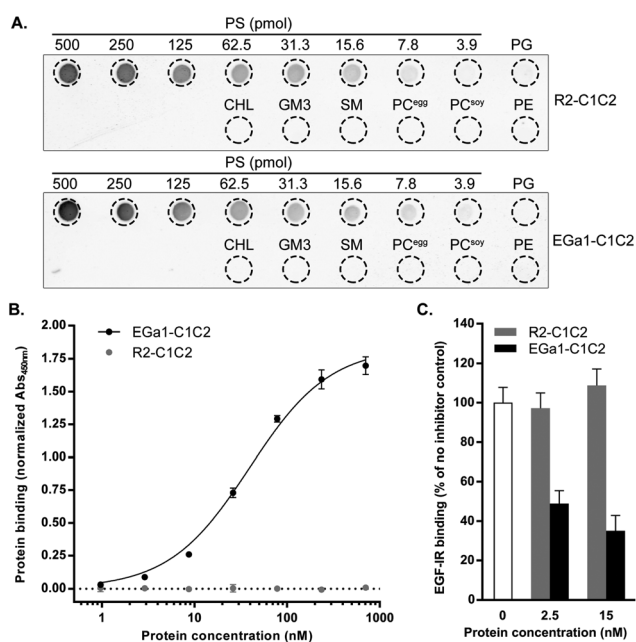 A.
PS (pmol)
500 250 125 62.5 31.3 15.6 7.8 3.9 PG
CHL GM3 SM PCegg PCsoy PE
R2-C1C2
PS (pmol)
500 250 125 62.5 31.3 15.6 7.8 3.9 PG
CHL GM3 SM PCegg PCsoy PE
EGa1-C1C2
B.
EGa1-C1C2
R2-C1C2
Protein binding (normalized Abs450nm)
2.00
1.75
1.50
1.25
1.00
0.75
0.50
0.25
0.00
1 10 100 1000
Protein concentration (nM)
C.
R2-C1C2
EGa1-C1C2
EGF-IR binding (% of no inhibitor control)
140
120
100
80
60
40
20
0
0 2.5 15
Protein concentration (nM)